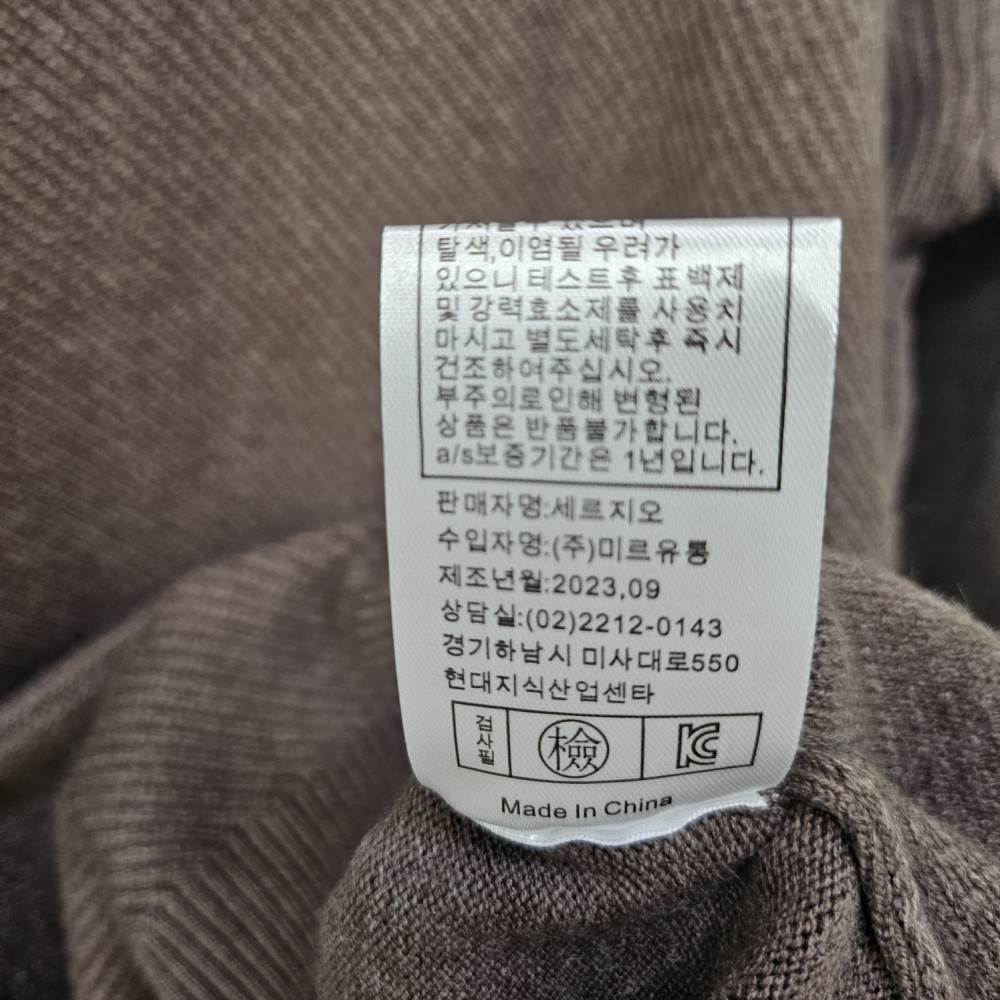 탈색,이염될 우려가
있으니 테스트후 표백제
및 강력효소제를 사용치
마시고 별도세탁후 즉시
건조하여주십시오.
부주의로인해 변형된
상품은 반품불가합니다.
a/s보증기간은 1년입니다.
판매자명:세르지오
수입자명:(주)미르유통
제조년월:2023,09
상담실:(02)2212-0143
경기하남시 미사대로550
현대지식산업센타
검사필 檢 KC
Made In China